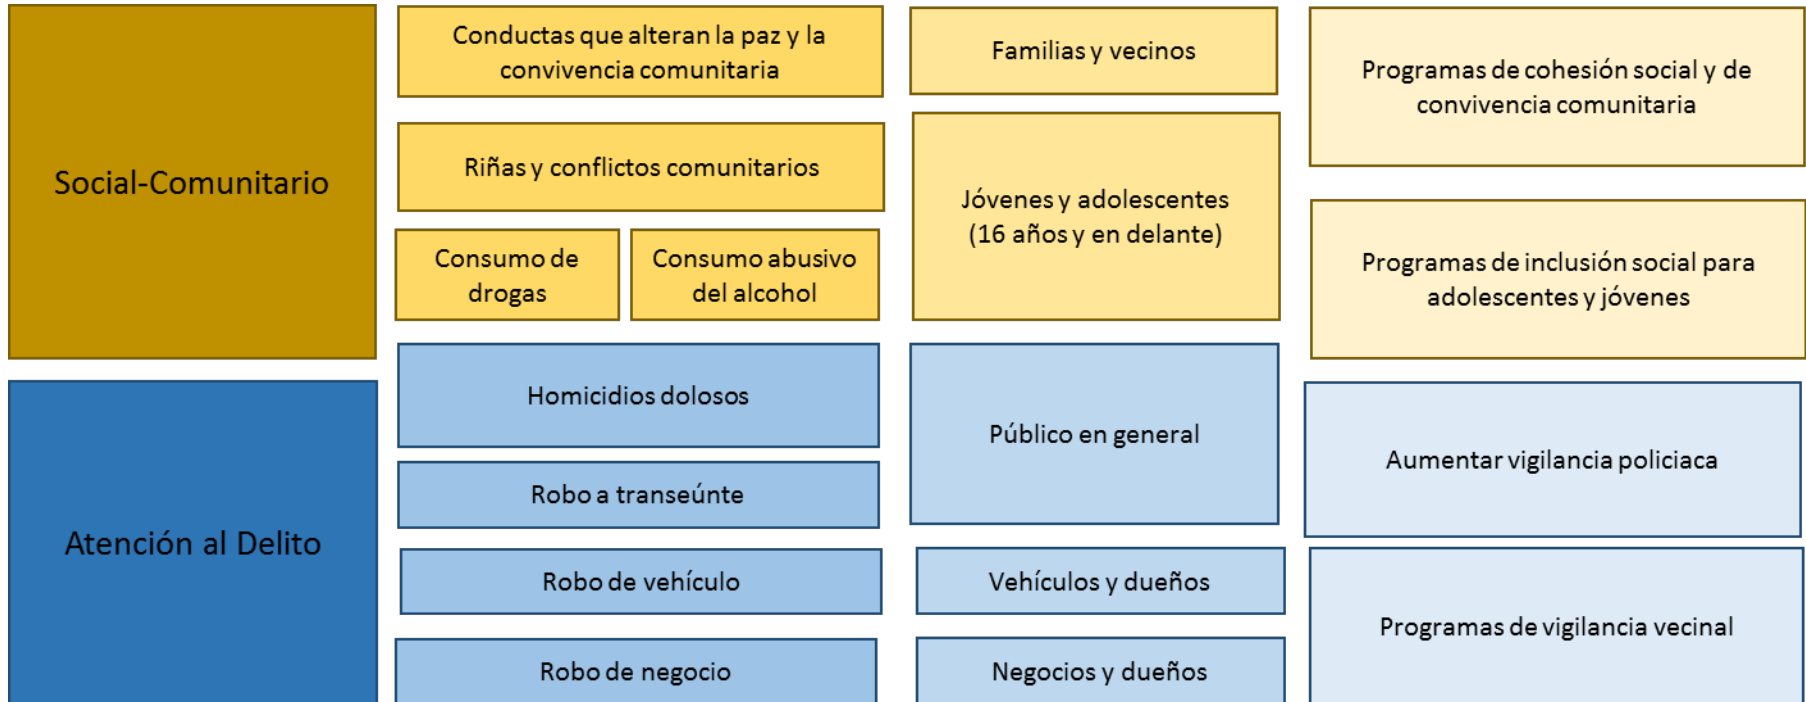 Social-Comunitario
Conductas que alteran la paz y la
convivencia comunitaria
Riñas y conflictos comunitarios
Consumo de
drogas
Consumo abusivo
del alcohol
Familias y vecinos
Jóvenes y adolescentes
(16 años y en delante)
Programas de cohesión social y de
convivencia comunitaria
Programas de inclusión social para
adolescentes y jóvenes
Atención al Delito
Homicidios dolosos
Robo a transeúnte
Robo de vehículo
Robo de negocio
Público en general
Vehículos y dueños
Negocios y dueños
Aumentar vigilancia policiaca
Programas de vigilancia vecinal